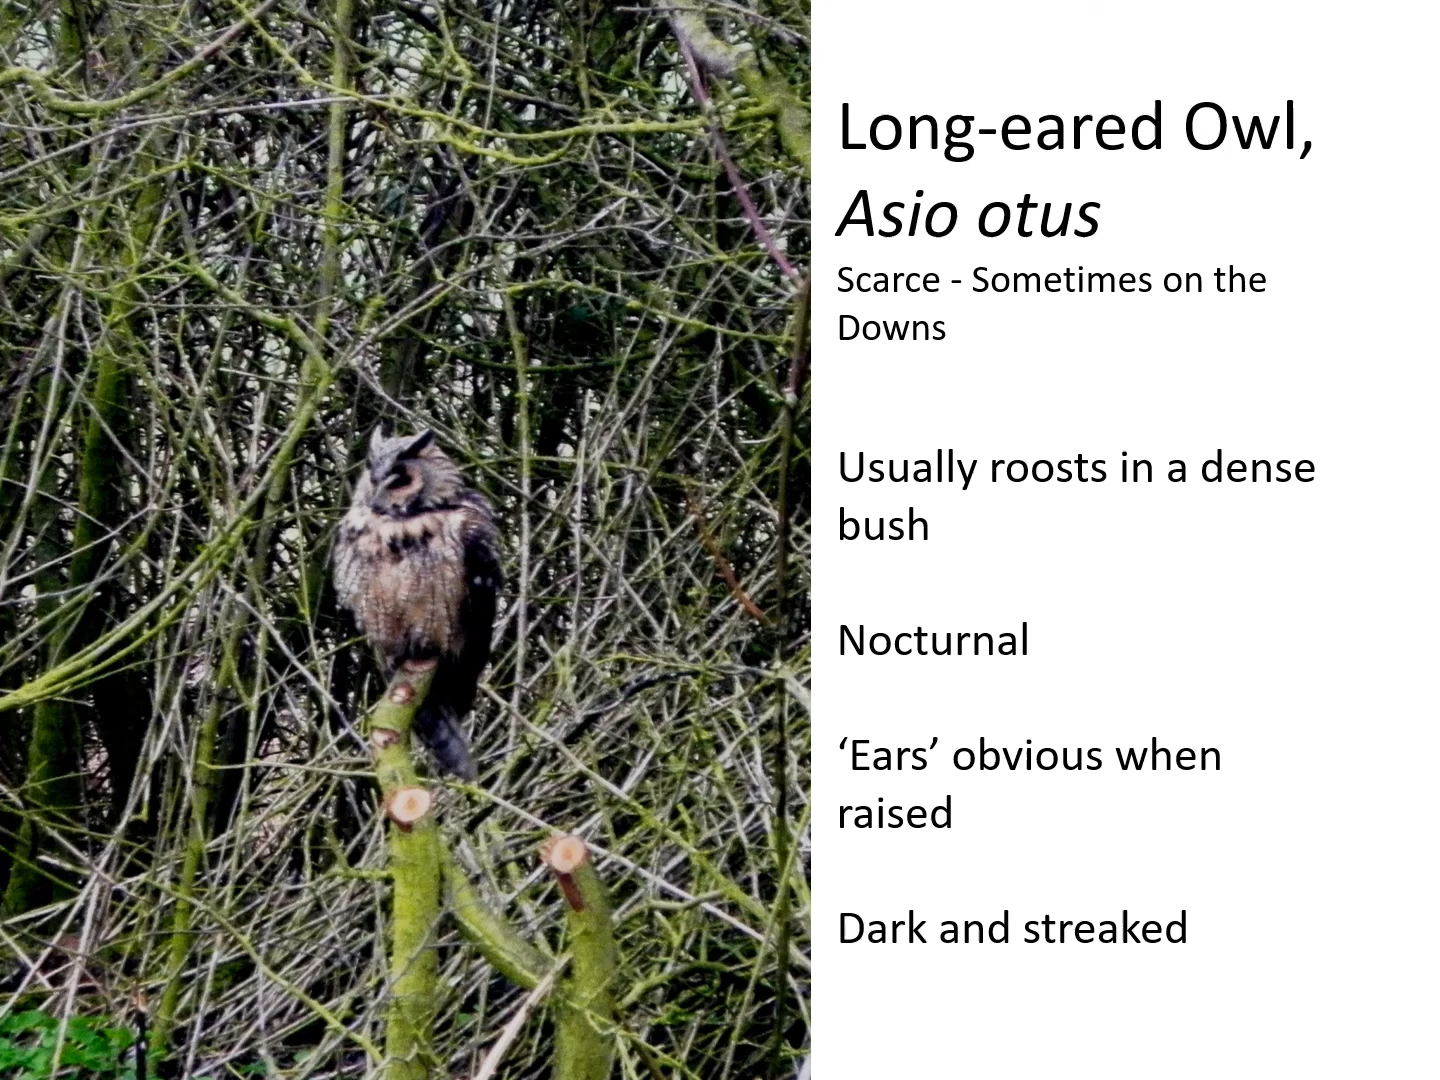 Long-eared Owl,
Asio otus
Scarce - Sometimes on the
Downs
Usually roosts in a dense
bush
Nocturnal
‘Ears’ obvious when
raised
Dark and streaked